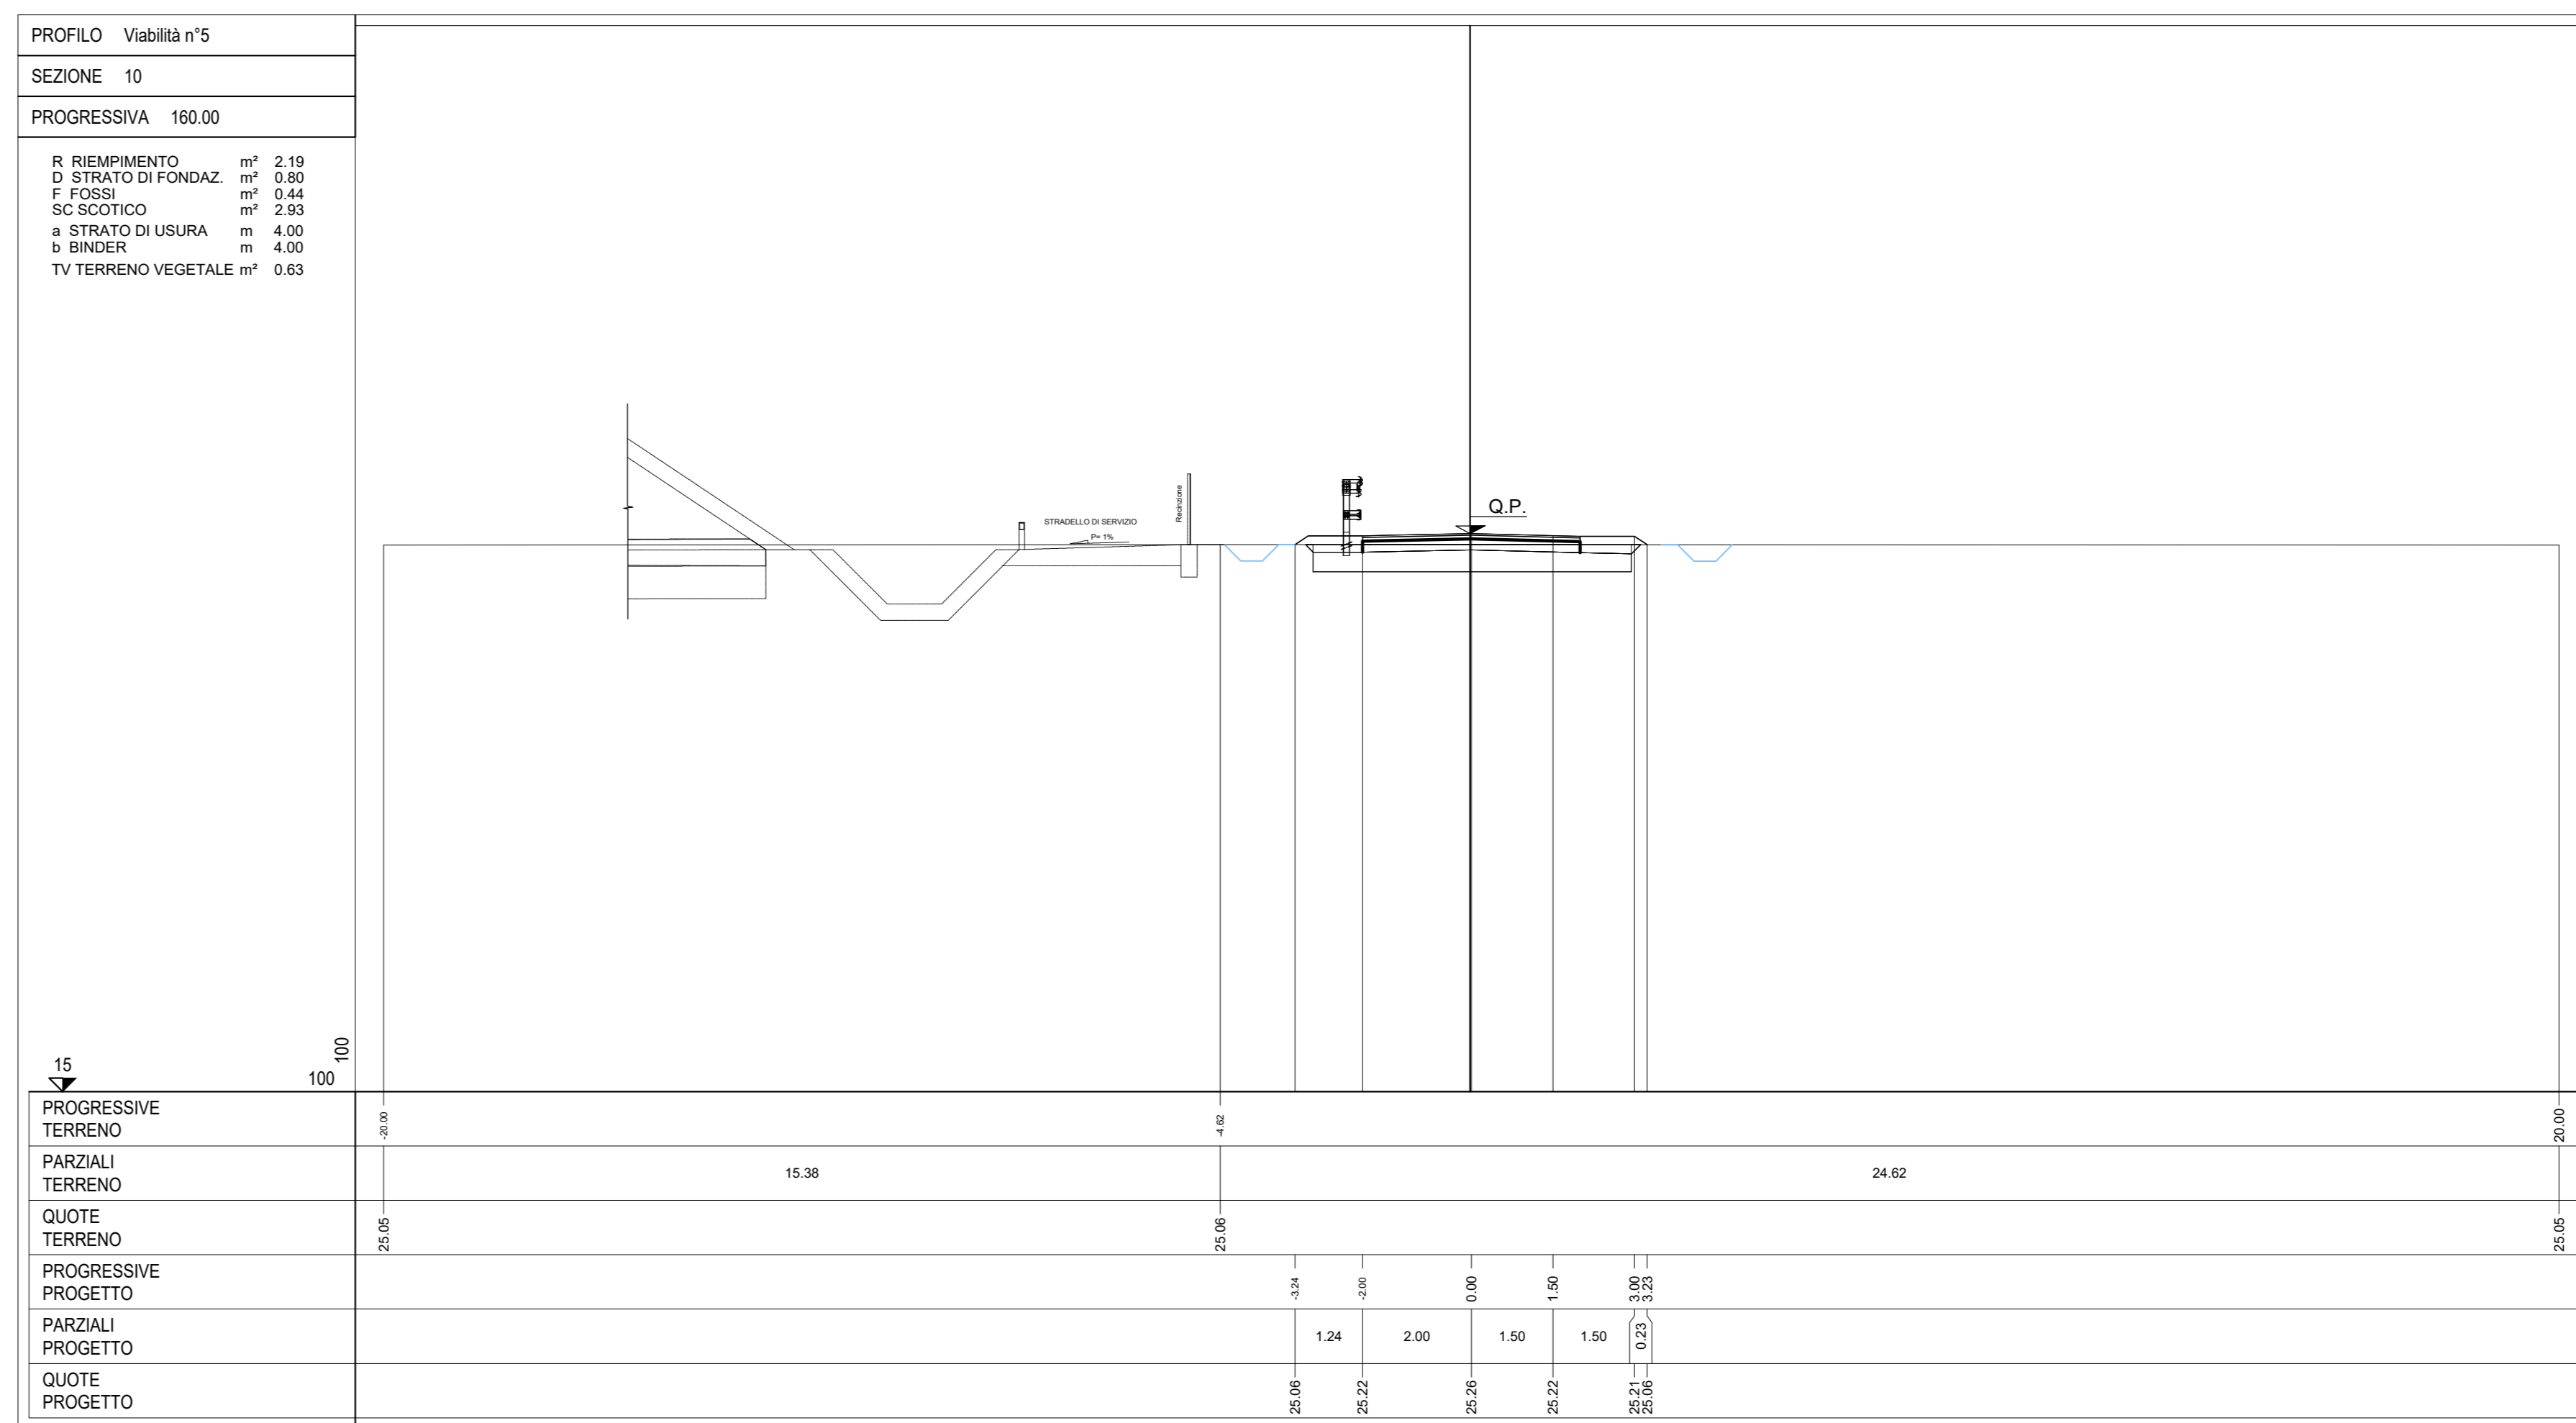 PROFILO Viabilità n°5
SEZIONE 10
PROGRESSIVA 160.00
R RIEMPIMENTO m² 2.19
D STRATO DI FONDAZ. m² 0.80
F FOSSI m² 0.44
SC SCOTICO m² 2.93
a STRATO DI USURA m 4.00
b BINDER m 4.00
TV TERRENO VEGETALE m² 0.63
Recinzione
Q.P.
STRADELLO DI SERVIZIO
P= 1%
15
100
100
PROGRESSIVE TERRENO -20.00 -4.62 20.00
PARZIALI TERRENO 15.38 24.62
QUOTE TERRENO 25.05 25.06 25.05
PROGRESSIVE PROGETTO -3.24 -2.00 0.00 1.50 3.00 3.23
PARZIALI PROGETTO 1.24 2.00 1.50 1.50 0.23
QUOTE PROGETTO 25.06 25.22 25.26 25.22 25.21 25.06